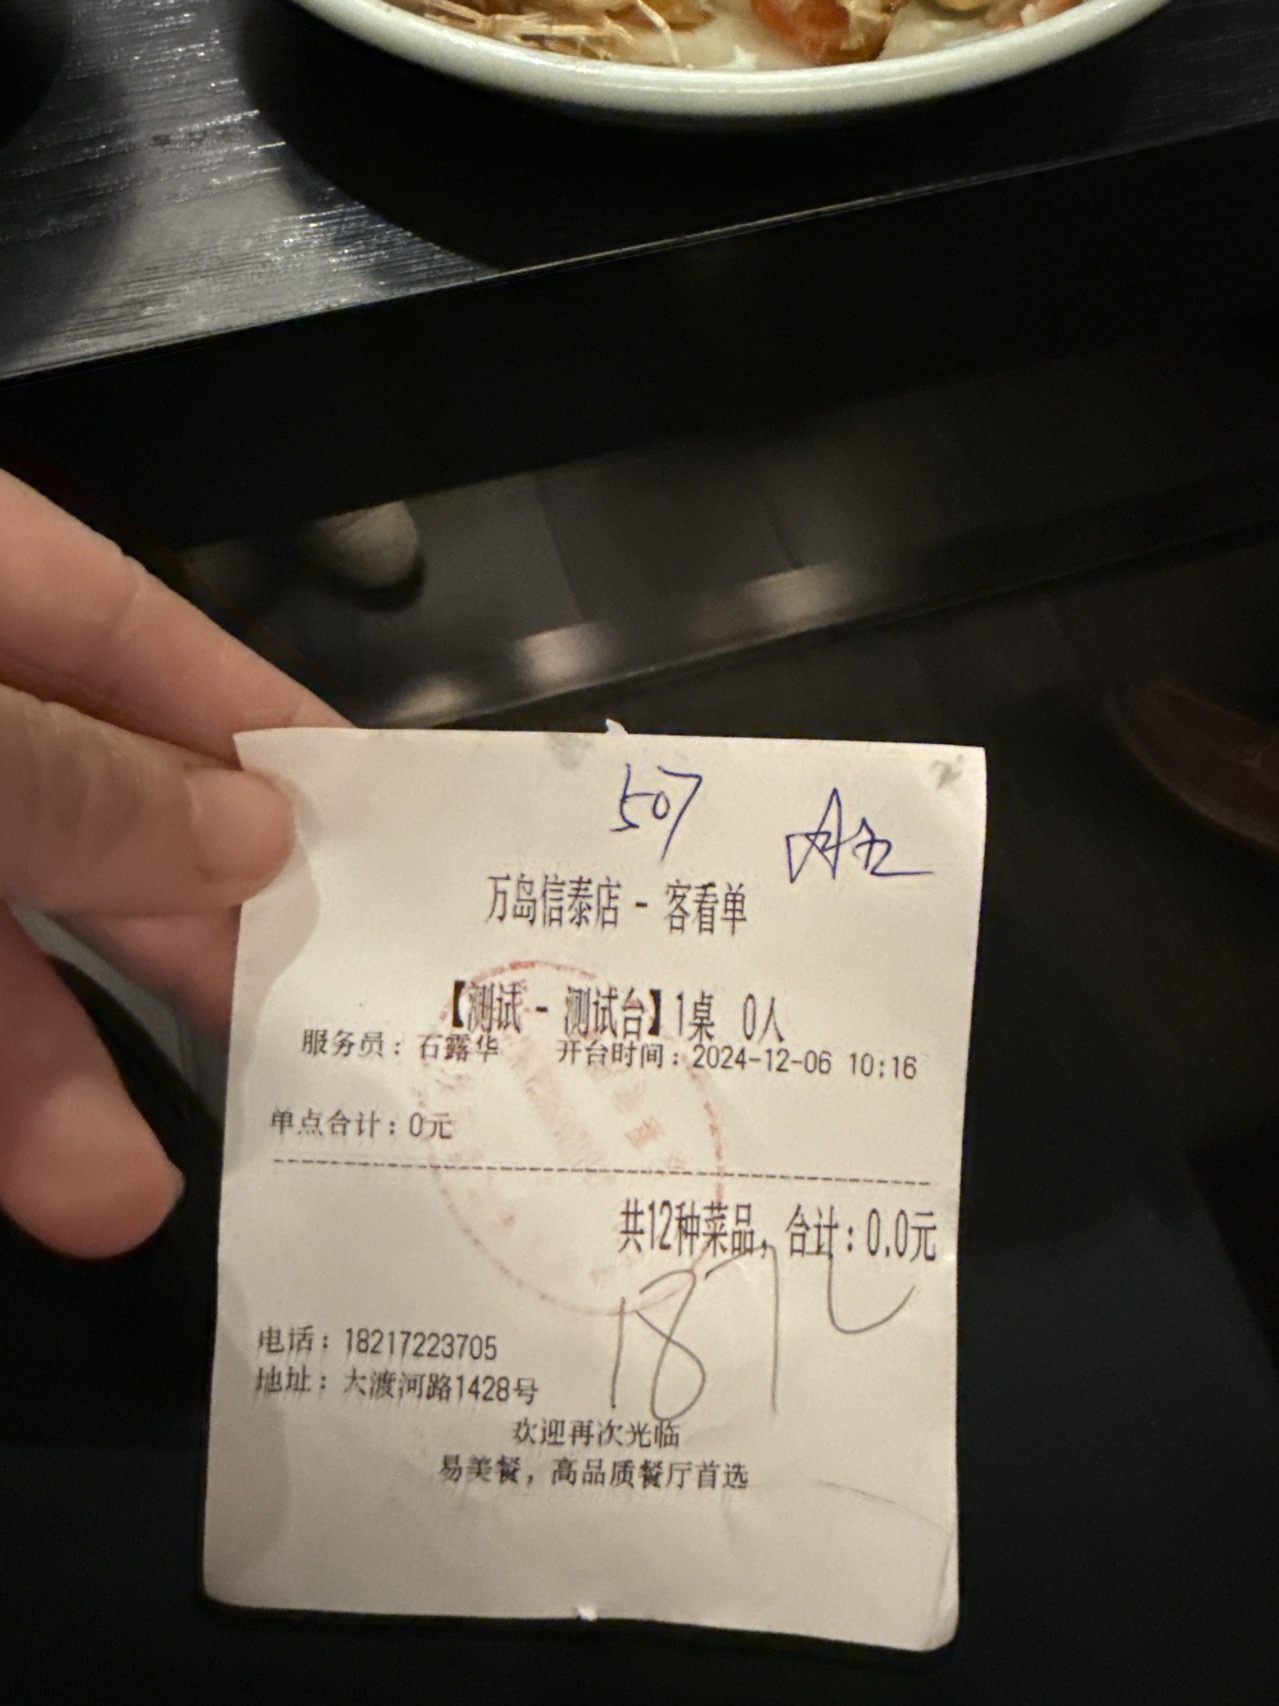 507
万岛信泰店 - 客看单
【测试 - 测试台】1桌 0人
服务员：石露华 开台时间：2024-12-06 10:16
单点合计：0元
共12种菜品，合计：0.0元
187
电话：18217223705
地址：大渡河路1428号
欢迎再次光临
易美餐，高品质餐厅首选